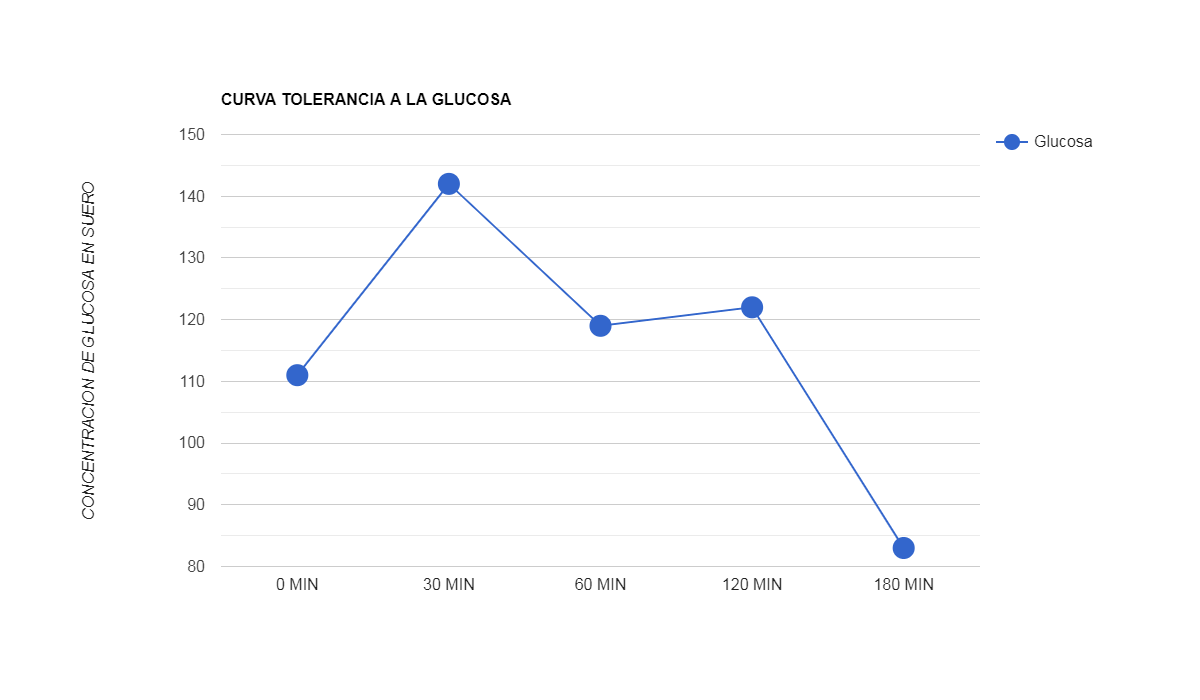 CURVA TOLERANCIA A LA GLUCOSA
Glucosa
CONCENTRACION DE GLUCOSA EN SUERO
150
140
130
120
110
100
90
80
0 MIN
30 MIN
60 MIN
120 MIN
180 MIN